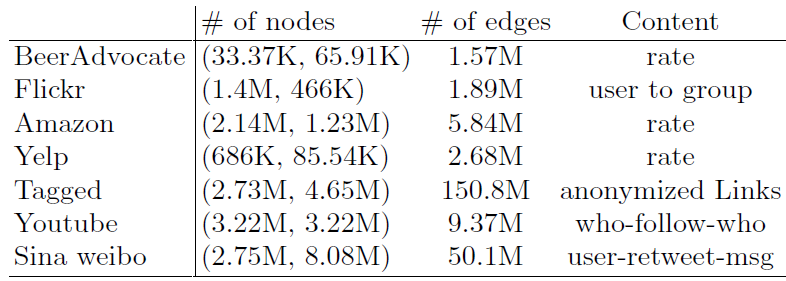 # of nodes # of edges Content
BeerAdvocate (33.37K, 65.91K) 1.57M rate
Flickr (1.4M, 466K) 1.89M user to group
Amazon (2.14M, 1.23M) 5.84M rate
Yelp (686K, 85.54K) 2.68M rate
Tagged (2.73M, 4.65M) 150.8M anonymized Links
Youtube (3.22M, 3.22M) 9.37M who-follow-who
Sina weibo (2.75M, 8.08M) 50.1M user-retweet-msg